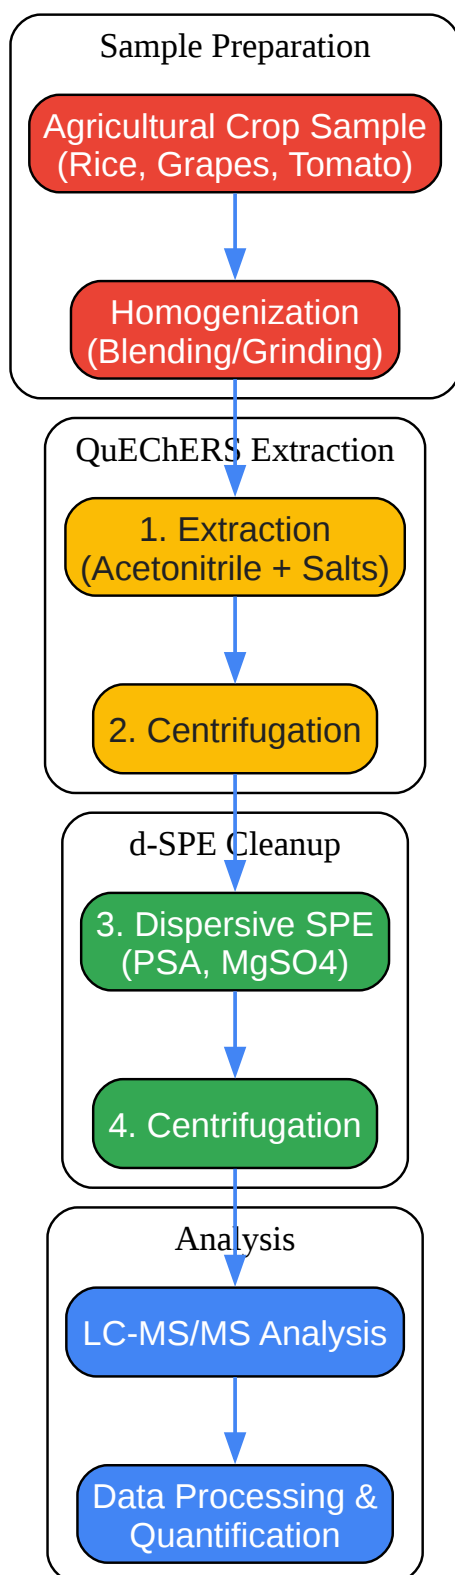 Sample Preparation
Agricultural Crop Sample
(Rice, Grapes, Tomato)
Homogenization
(Blending/Grinding)
QuEChERS Extraction
1. Extraction
(Acetonitrile + Salts)
2. Centrifugation
d-SPE Cleanup
3. Dispersive SPE
(PSA, MgSO4)
4. Centrifugation
Analysis
LC-MS/MS Analysis
Data Processing &
Quantification